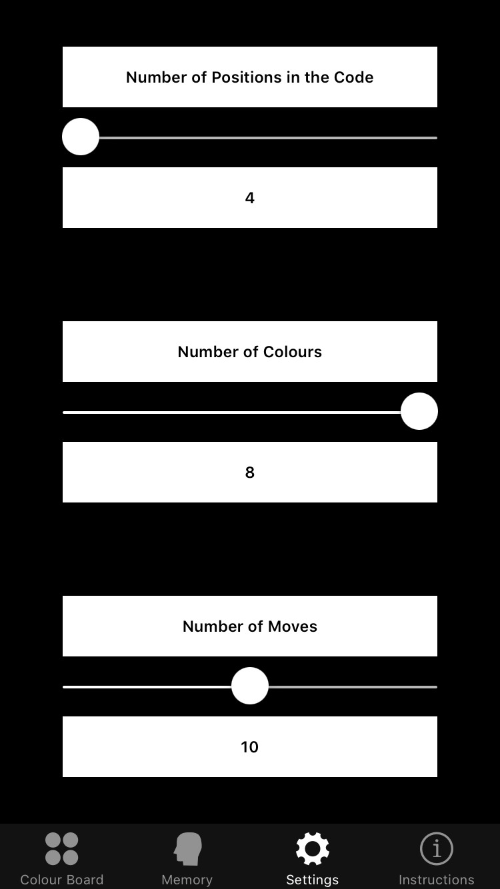 Number of Positions in the Code
4
Number of Colours
8
Number of Moves
10
Colour Board
Memory
Settings
Instructions